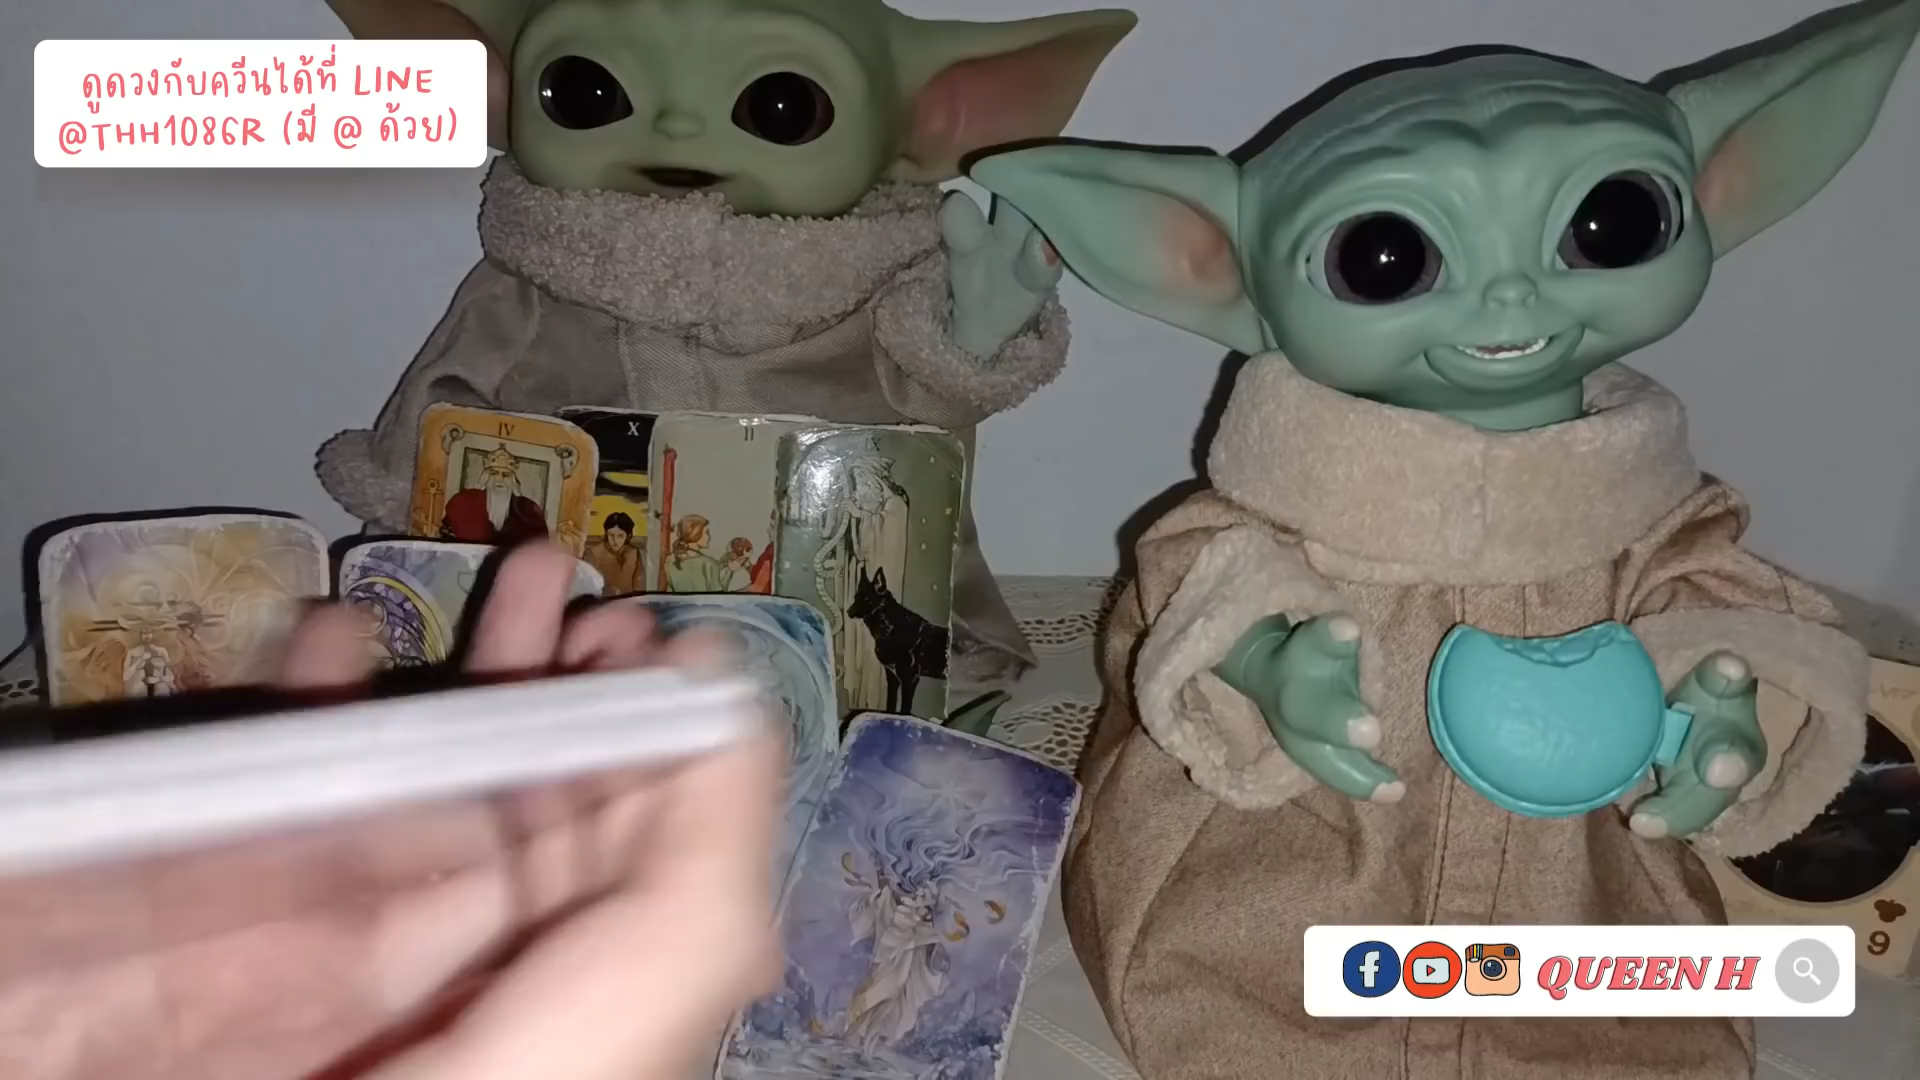 ดูดวงกับควีนได้ที่ LINE
@THH1086R (มี @ ด้วย)
IV
X
II
IX
9
QUEEN H